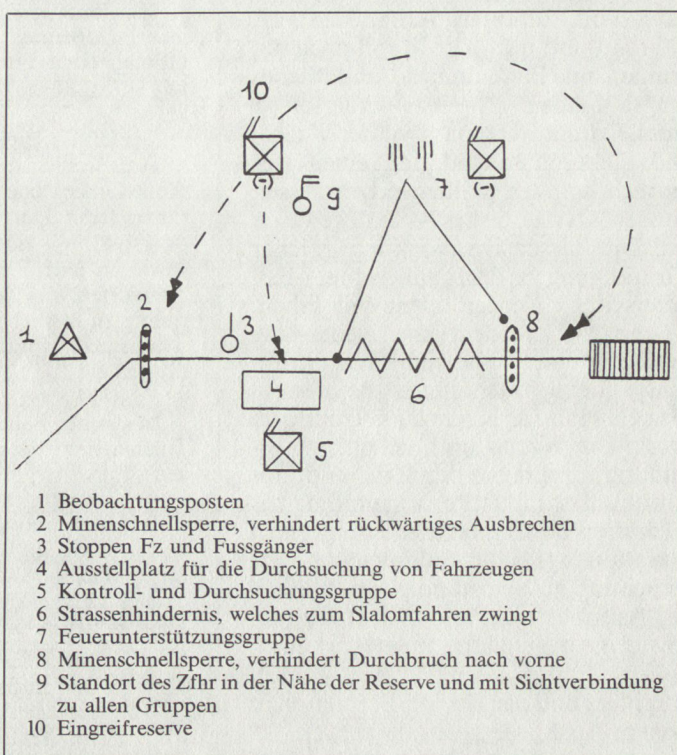 10
(-)
9
7
(-)
2
1
3
8
4
6
5
1 Beobachtungsposten
2 Minenschnellsperre, verhindert rückwärtiges Ausbrechen
3 Stoppen Fz und Fussgänger
4 Ausstellplatz für die Durchsuchung von Fahrzeugen
5 Kontroll- und Durchsuchungsgruppe
6 Strassenhindernis, welches zum Slalomfahren zwingt
7 Feuerunterstützungsgruppe
8 Minenschnellsperre, verhindert Durchbruch nach vorne
9 Standort des Zfhr in der Nähe der Reserve und mit Sichtverbindung
zu allen Gruppen
10 Eingreifreserve